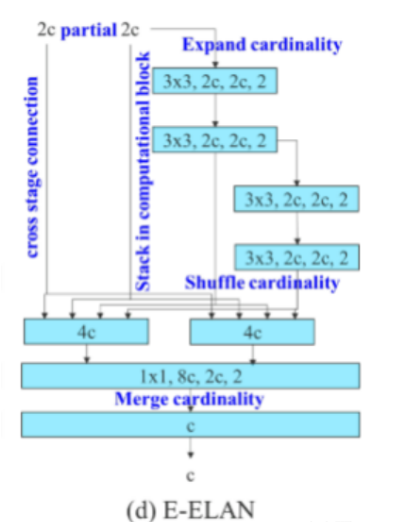 2c partial 2c
Expand cardinality
3x3, 2c, 2c, 2
3x3, 2c, 2c, 2
cross stage connection
Stack in computational block
3x3, 2c, 2c, 2
3x3, 2c, 2c, 2
Shuffle cardinality
4c
4c
1x1, 8c, 2c, 2
Merge cardinality
c
c
(d) E-ELAN